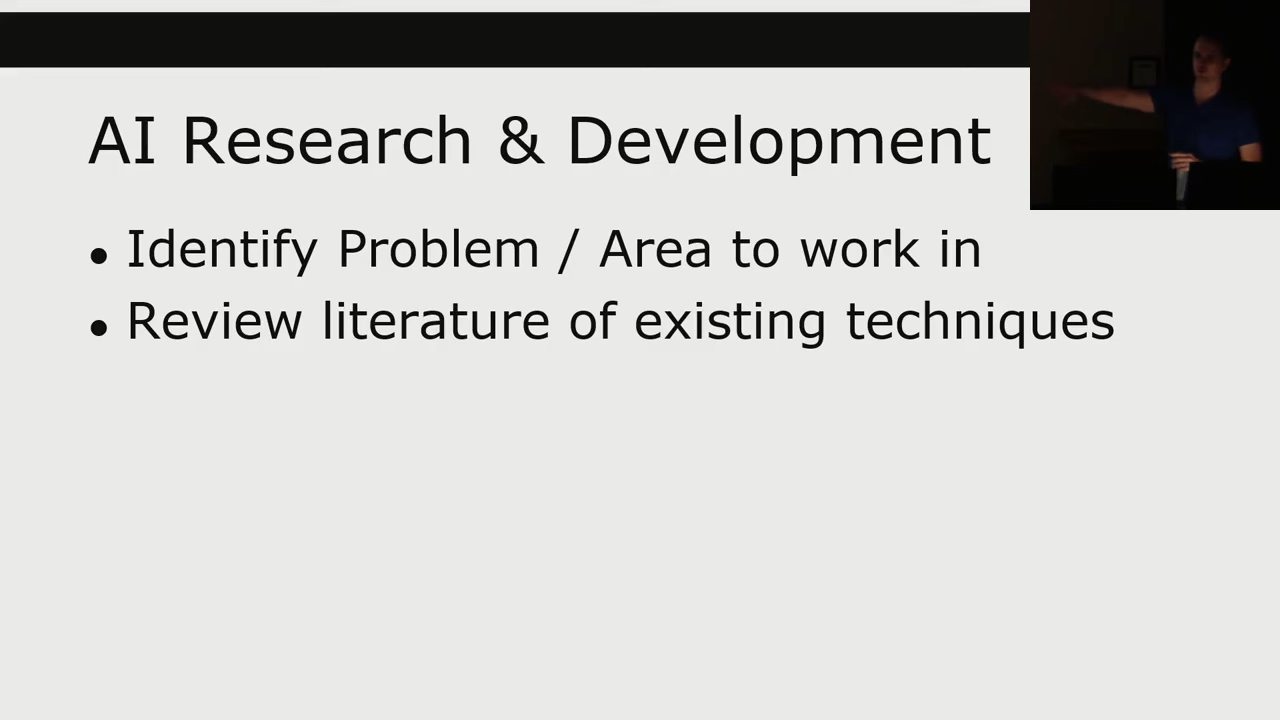 AI Research & Development
Identify Problem / Area to work in
Review literature of existing techniques